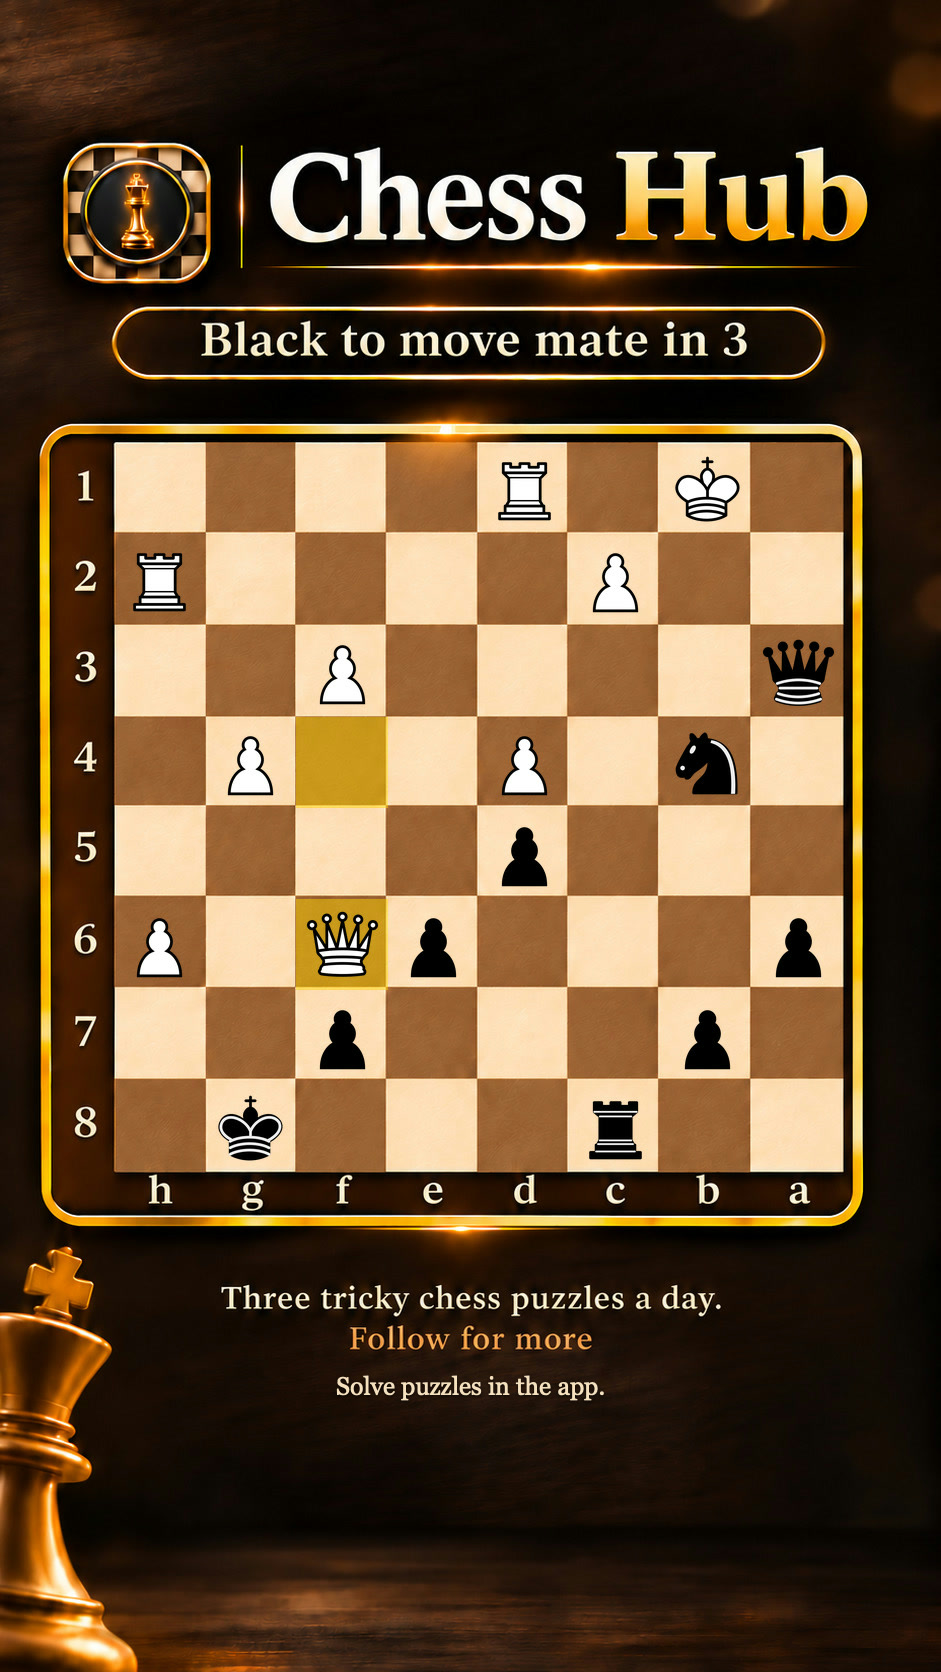 Chess Hub
Black to move mate in 3
1
2
3
4
5
6
7
8
h g f e d c b a
Three tricky chess puzzles a day.
Follow for more
Solve puzzles in the app.